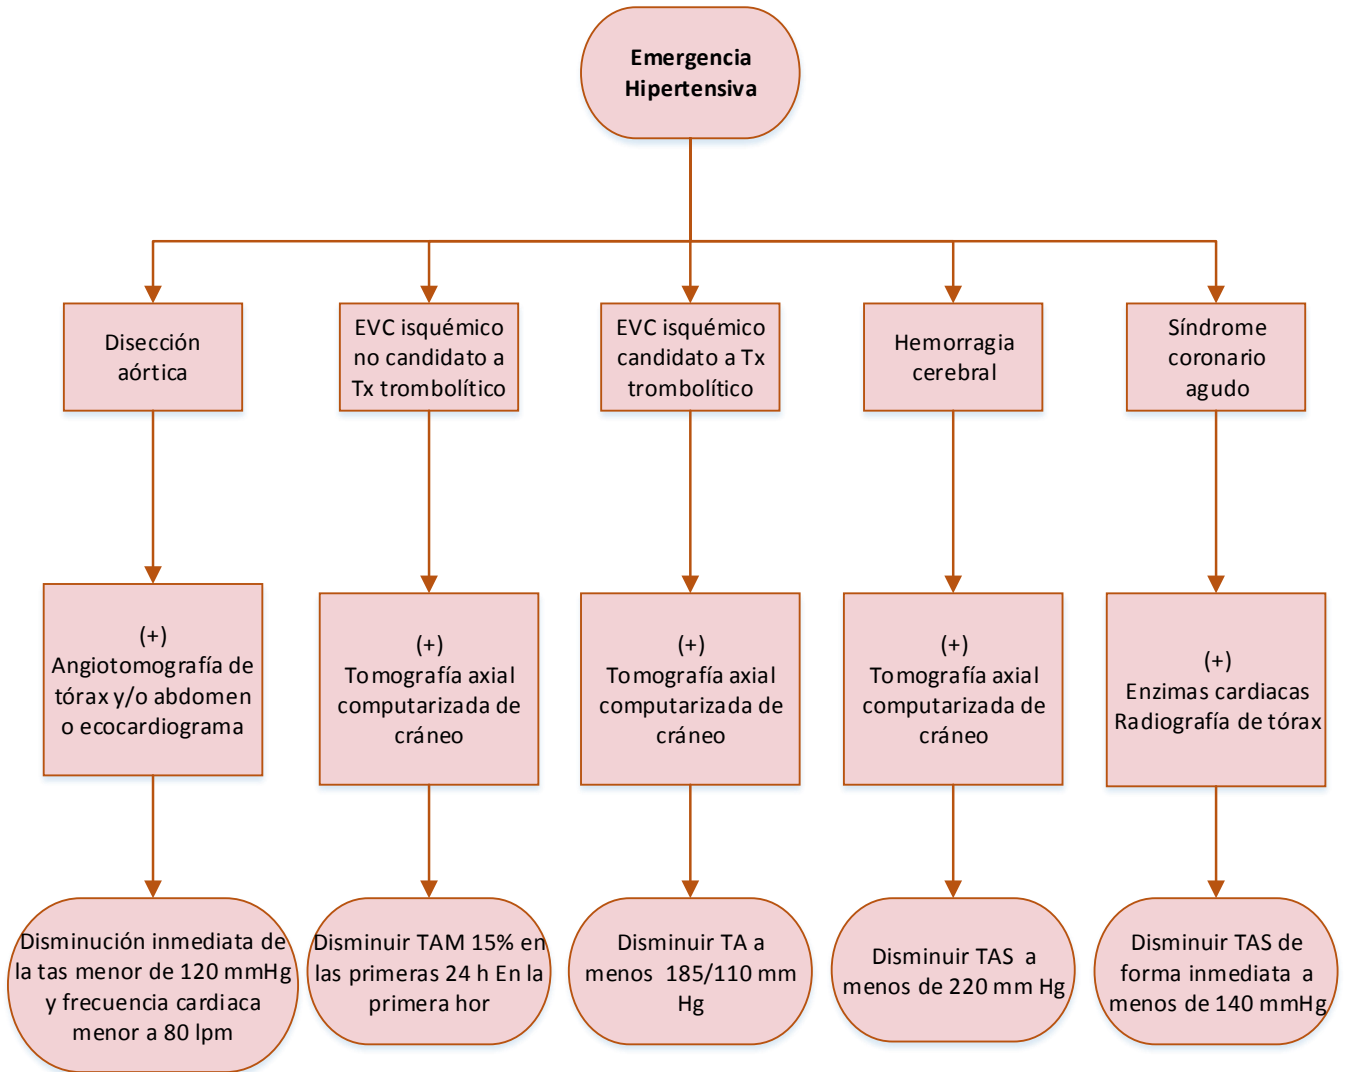 Emergencia
Hipertensiva
Disección
aórtica
EVC isquémico
no candidato a
Tx trombolítico
EVC isquémico
candidato a Tx
trombolítico
Hemorragia
cerebral
Síndrome
coronario
agudo
(+)
Angiotomografía de
tórax y/o abdomen
o ecocardiograma
(+)
Tomografía axial
computarizada de
cráneo
(+)
Tomografía axial
computarizada de
cráneo
(+)
Tomografía axial
computarizada de
cráneo
(+)
Enzimas cardiacas
Radiografía de tórax
Disminución inmediata de
la tas menor de 120 mmHg
y frecuencia cardiaca
menor a 80 lpm
Disminuir TAM 15% en
las primeras 24 h En la
primera hor
Disminuir TA a
menos 185/110 mm
Hg
Disminuir TAS a
menos de 220 mm Hg
Disminuir TAS de
forma inmediata a
menos de 140 mmHg